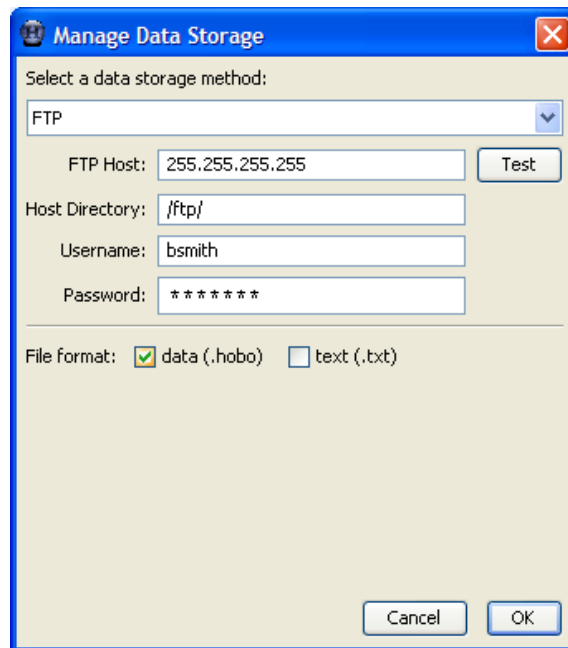 Manage Data Storage
Select a data storage method:
FTP
FTP Host: 255.255.255.255 Test
Host Directory: /ftp/
Username: bsmith
Password: *******
File format: data (.hobo) text (.txt)
Cancel OK